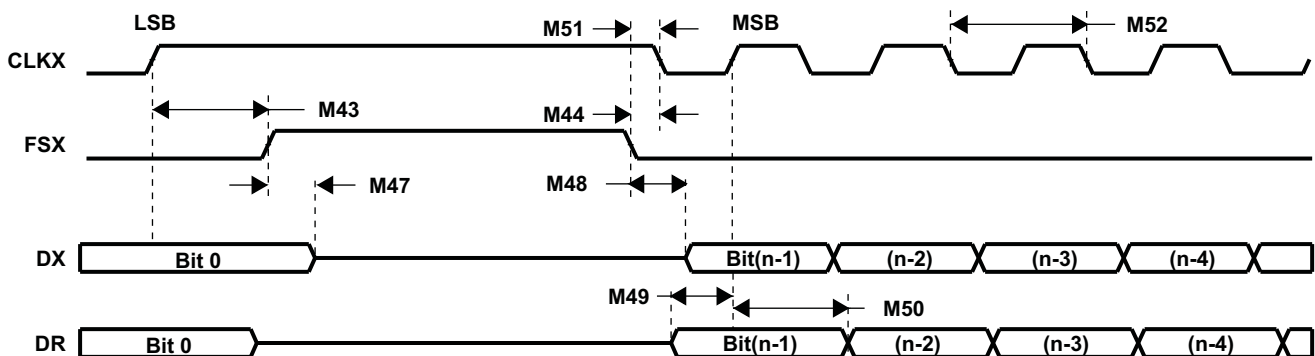 LSB M51 MSB M52
CLKX
M43 M44
FSX
M47 M48
DX Bit 0 Bit(n-1) (n-2) (n-3) (n-4)
M49 M50
DR Bit 0 Bit(n-1) (n-2) (n-3) (n-4)